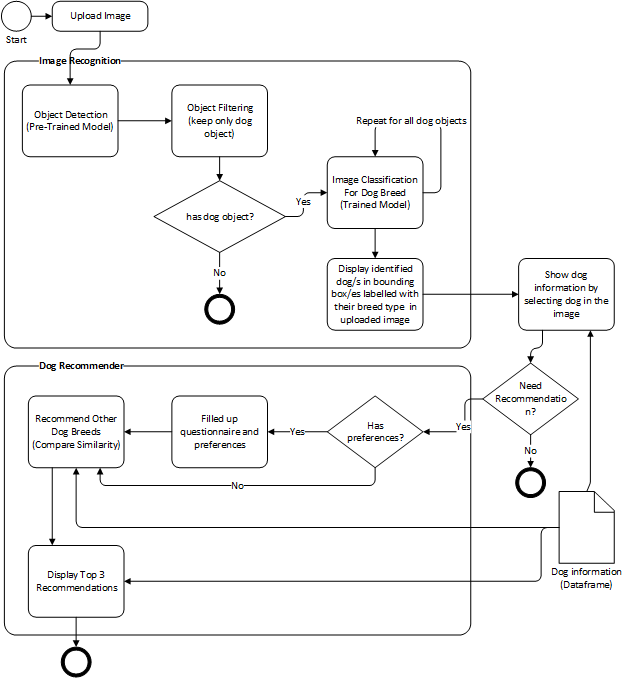 Upload Image
Start
Image Recognition
Object Detection
(Pre-Trained Model)
Object Filtering
(keep only dog
object)
Repeat for all dog objects
has dog object?
Yes
Image Classification
For Dog Breed
(Trained Model)
No
Display identified
dog/s in bounding
box/es labelled with
their breed type in
uploaded image
Show dog
information by
selecting dog in the
image
Dog Recommender
Need
Recommendatio
n?
Yes
No
Has
preferences?
Yes
No
Filled up
questionnaire and
preferences
Recommend Other
Dog Breeds
(Compare Similarity)
Display Top 3
Recommendations
Dog information
(Dataframe)